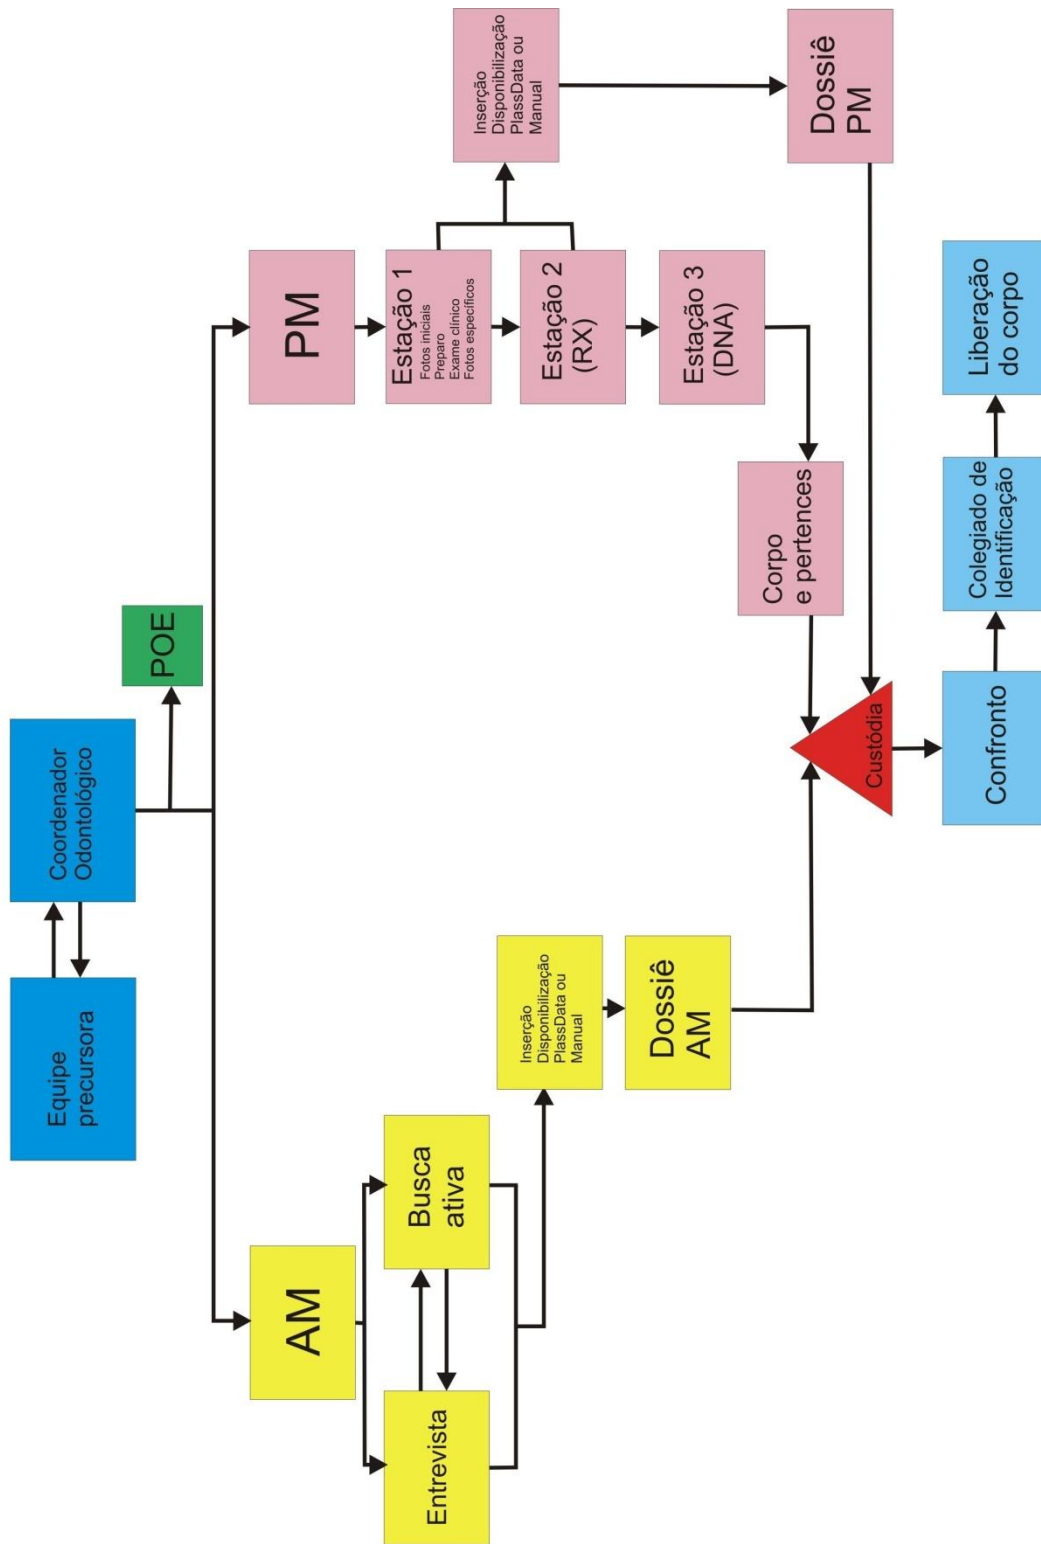 Equipe
precursora
Coordenador
Odontológico
POE
AM
Entrevista
Busca
ativa
Inserção
Disponibilização
PlassData ou
Manual
Dossiê
AM
PM
Estação 1
Fotos iniciais
Preparo
Exame clínico
Fotos específicos
Estação 2
(RX)
Estação 3
(DNA)
Inserção
Disponibilização
PlassData ou
Manual
Dossiê
PM
Corpo
e pertences
Custódia
Confronto
Colegiado de
Identificação
Liberação
do corpo